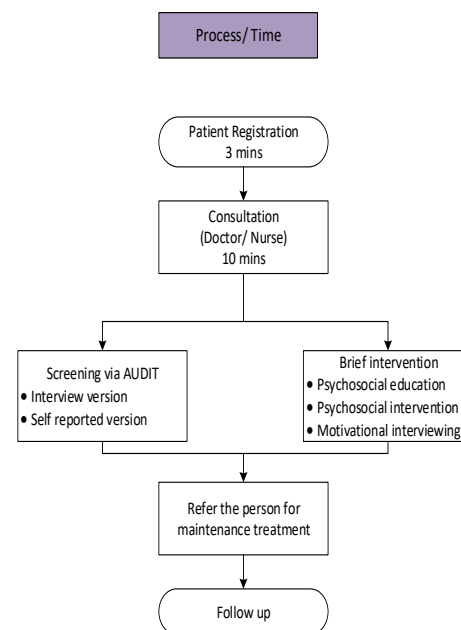 Process/ Time
Patient Registration
3 mins
Consultation
(Doctor/ Nurse)
10 mins
Screening via AUDIT
• Interview version
• Self reported version
Brief intervention
• Psychosocial education
• Psychosocial intervention
• Motivational interviewing
Refer the person for
maintenance treatment
Follow up